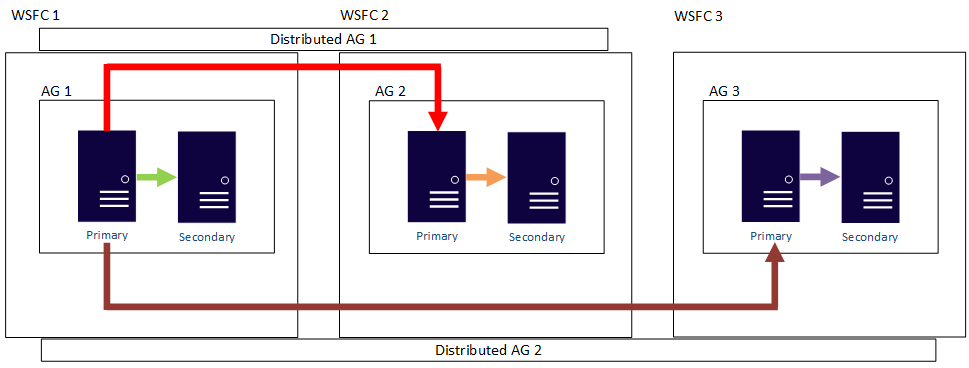 WSFC 1
WSFC 2
WSFC 3
Distributed AG 1
AG 1
AG 2
AG 3
Primary
Secondary
Primary
Secondary
Primary
Secondary
Distributed AG 2